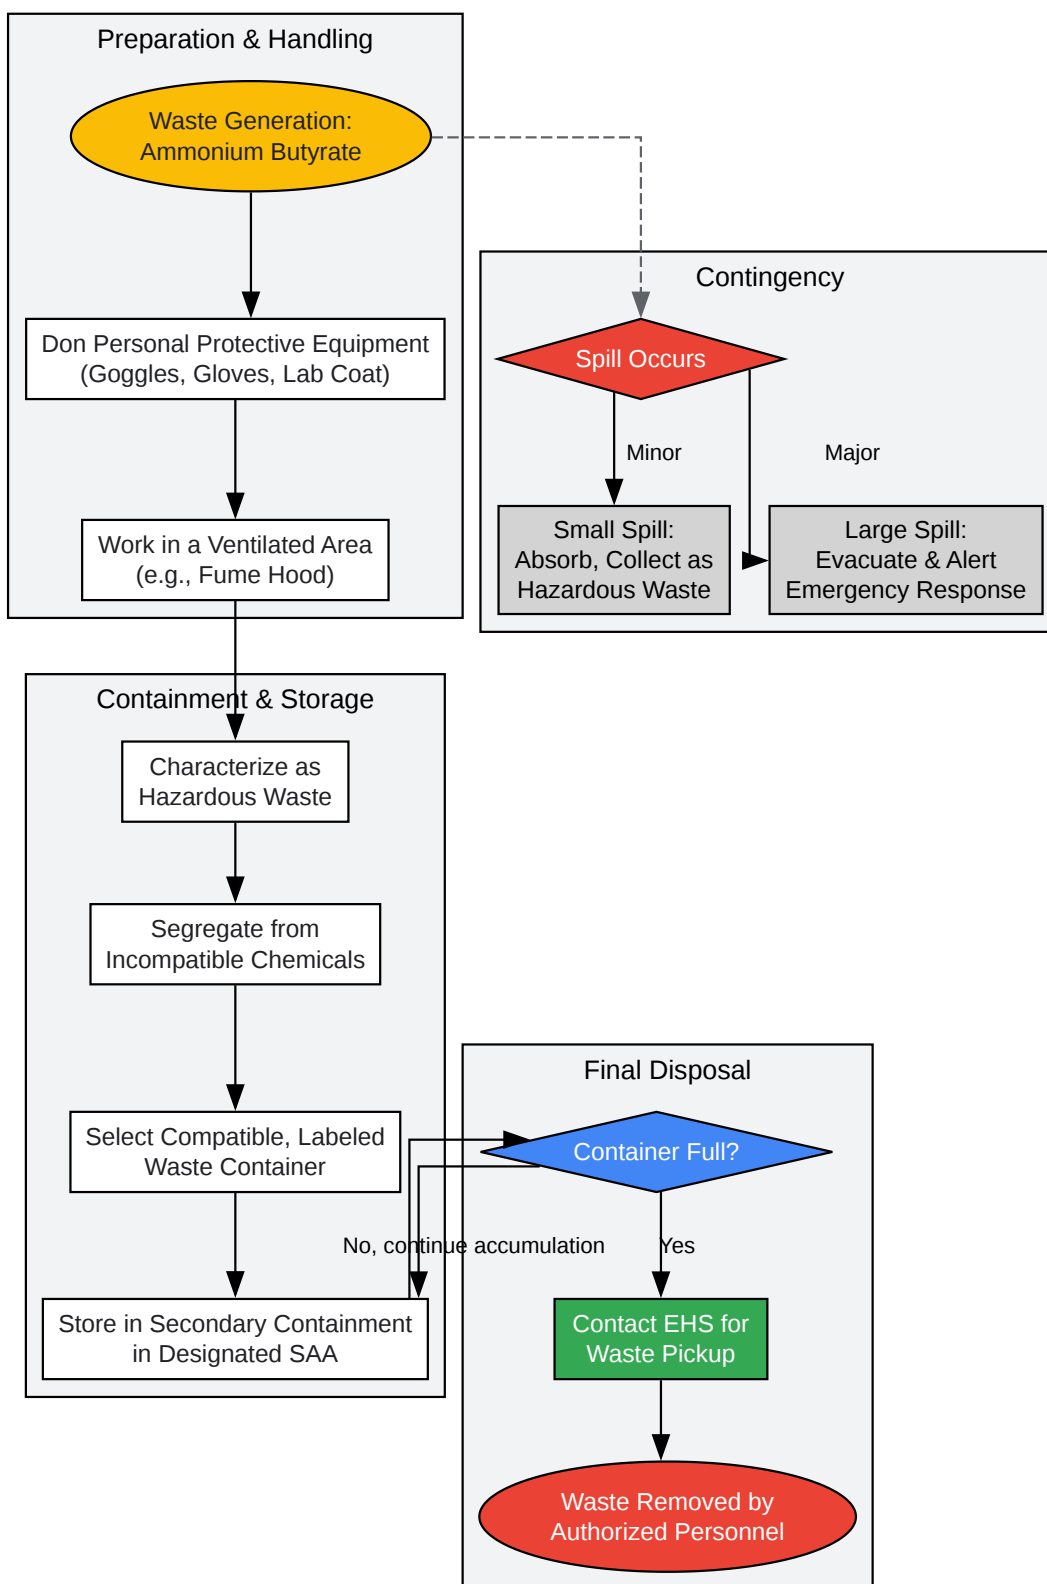 Preparation & Handling
Waste Generation:
Ammonium Butyrate
Don Personal Protective Equipment
(Goggles, Gloves, Lab Coat)
Work in a Ventilated Area
(e.g., Fume Hood)
Contingency
Spill Occurs
Minor
Major
Small Spill:
Absorb, Collect as
Hazardous Waste
Large Spill:
Evacuate & Alert
Emergency Response
Containment & Storage
Characterize as
Hazardous Waste
Segregate from
Incompatible Chemicals
Select Compatible, Labeled
Waste Container
Store in Secondary Containment
in Designated SAA
Final Disposal
Container Full?
No, continue accumulation
Yes
Contact EHS for
Waste Pickup
Waste Removed by
Authorized Personnel